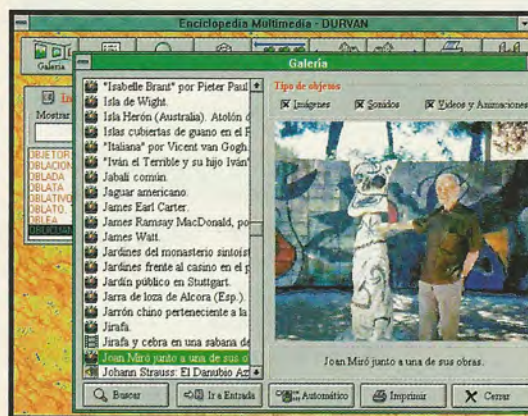 Enciclopedia Multimedia - DURVAN
Galería
Galería
Mostrar
OBJETOR
OBLACION
OBLADA
OBLATA
OBLATIVO
OBLATO,
OBLEA
"Isabelle Brant" por Pieter Paul
Isla de Wight.
Isla Herón (Australia). Atolón d
Islas cubiertas de guano en el P
"Italiana" por Vicent van Gogh.
"Iván el Terrible y su hijo Iván"
Jabalí común.
Jaguar americano.
James Earl Carter.
James Ramsay MacDonald, po
James Watt.
Jardines del monasterio sintoíst
Jardines frente al casino en el p
Jardín público en Stuttgart.
Jarra de loza de Alcora (Esp.).
Jarrón chino perteneciente a la
Jirafa.
Jirafa y cebra en una sabana de
Joan Miró junto a una de sus o
Johann Strauss: El Danubio Az
Tipo de objetos
Imágenes
Sonidos
Videos y Animaciones
Joan Miró junto a una de sus obras.
Buscar
Ir a Entrada
Automático
Imprimir
Cerrar